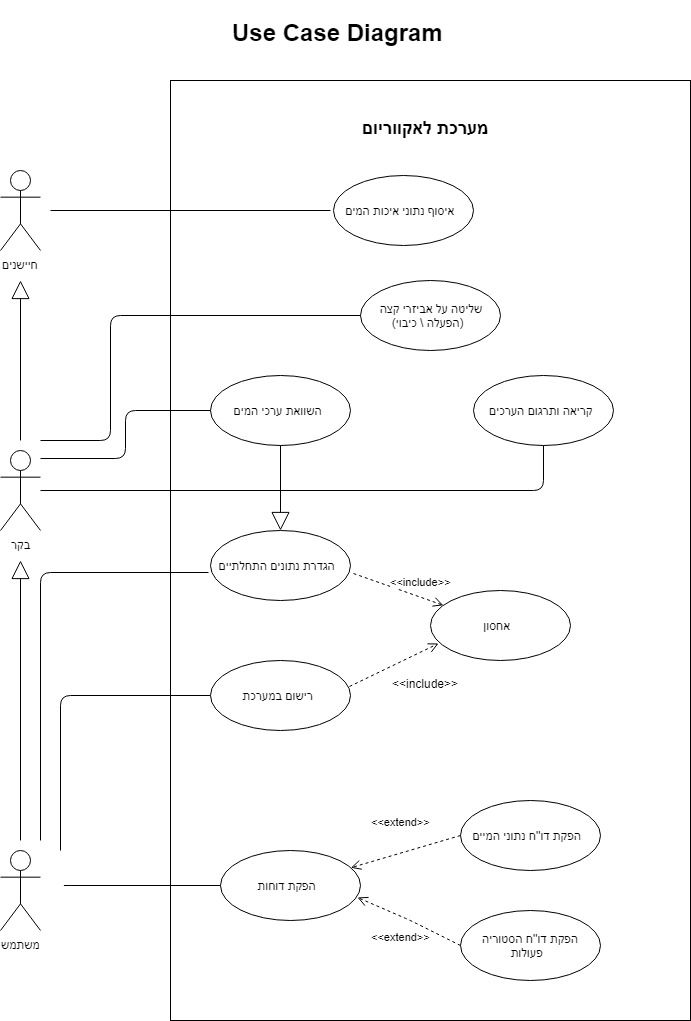 Use Case Diagram
מערכת לאקווריום
איסוף נתוני איכות המים
חיישנים
שליטה על אביזרי קצה
(הפעלה \ כיבוי)
השוואת ערכי המים
קריאה ותרגום הערכים
בקר
הגדרת נתונים התחלתיים
<<include>>
אחסון
רישום במערכת
<<include>>
<<extend>>
הפקת דו"ח נתוני המיים
הפקת דוחות
<<extend>>
הפקת דו"ח הסטוריה
פעולות
משתמש